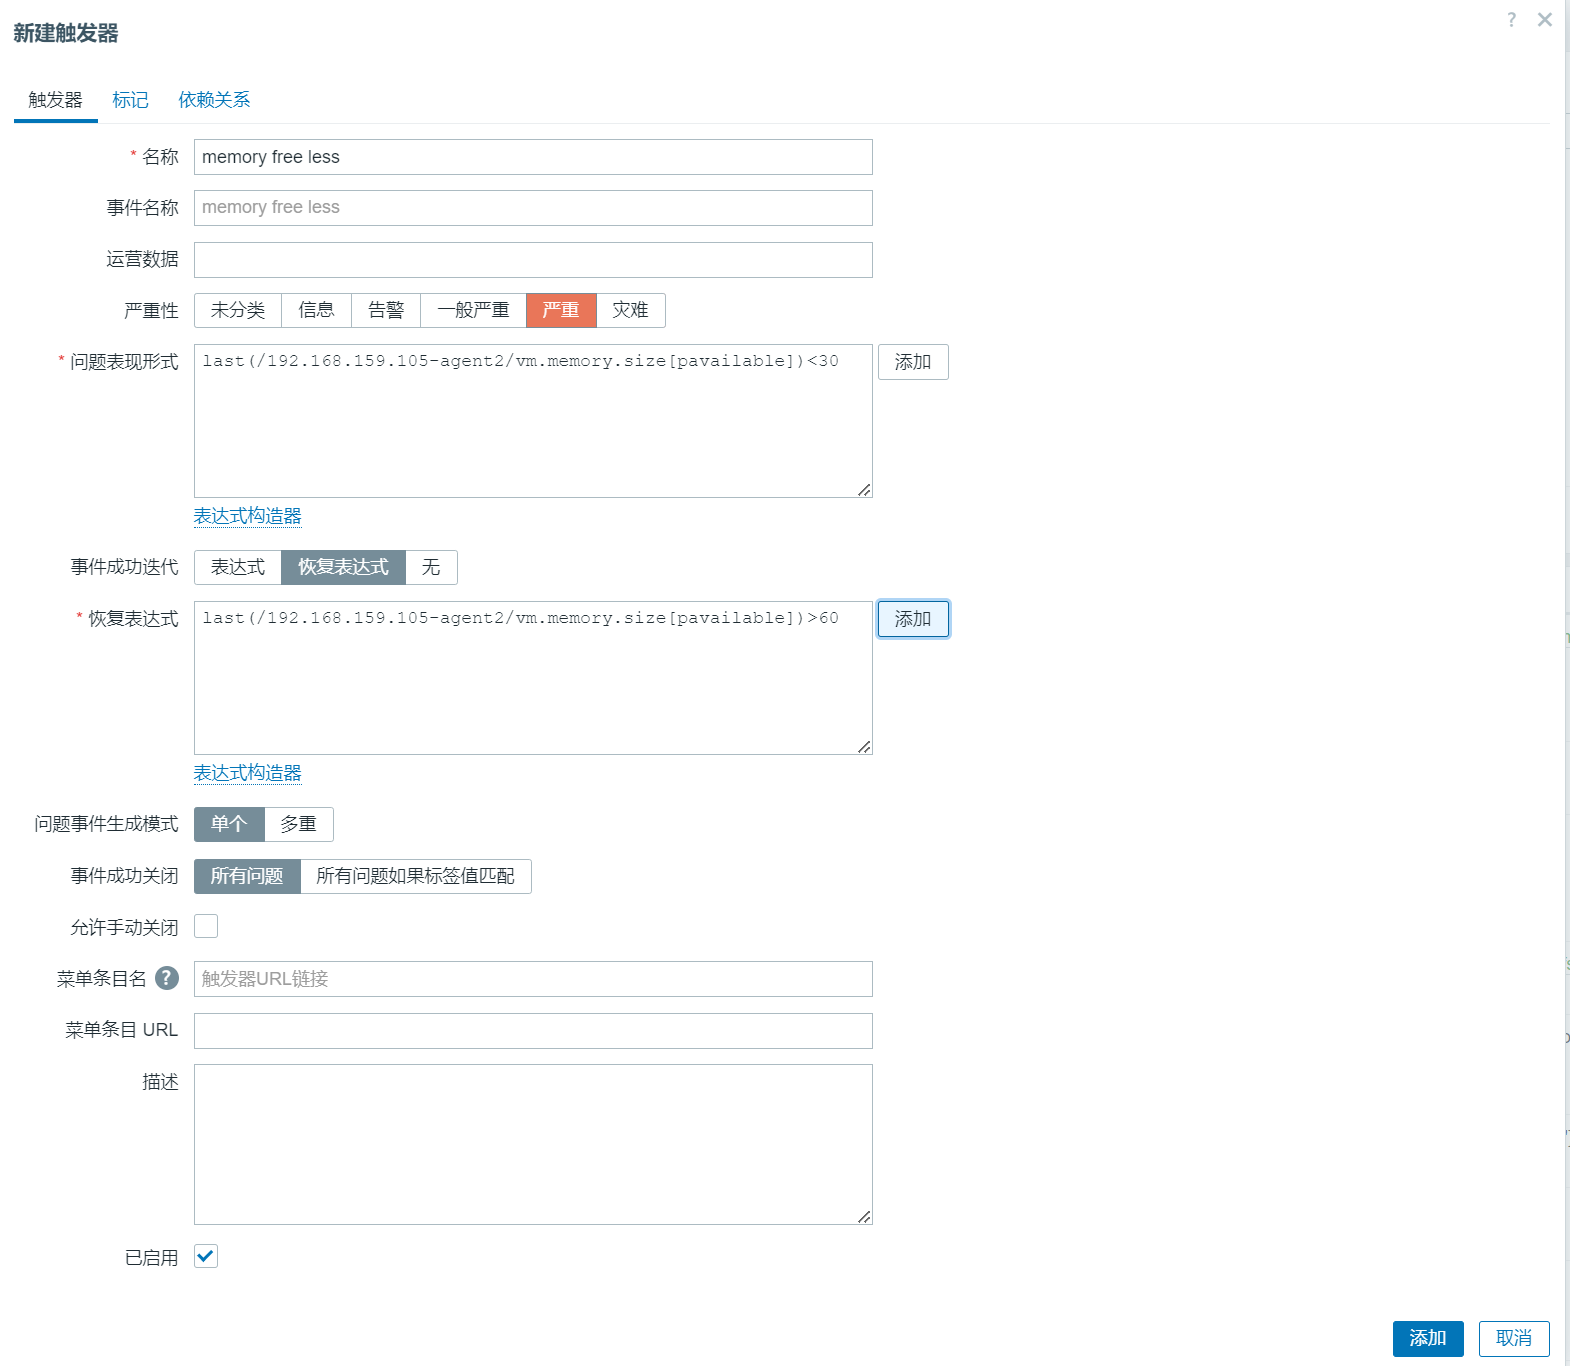 新建触发器
? ×
触发器 标记 依赖关系
* 名称 memory free less
事件名称 memory free less
运营数据
严重性 未分类 信息 告警 一般严重 严重 灾难
* 问题表现形式 last(/192.168.159.105-agent2/vm.memory.size[pavailable])<30 添加
表达式构造器
事件成功迭代 表达式 恢复表达式 无
* 恢复表达式 last(/192.168.159.105-agent2/vm.memory.size[pavailable])>60 添加
表达式构造器
问题事件生成模式 单个 多重
事件成功关闭 所有问题 所有问题如果标签值匹配
允许手动关闭
菜单条目名 ? 触发器URL链接
菜单条目 URL
描述
已启用
添加 取消